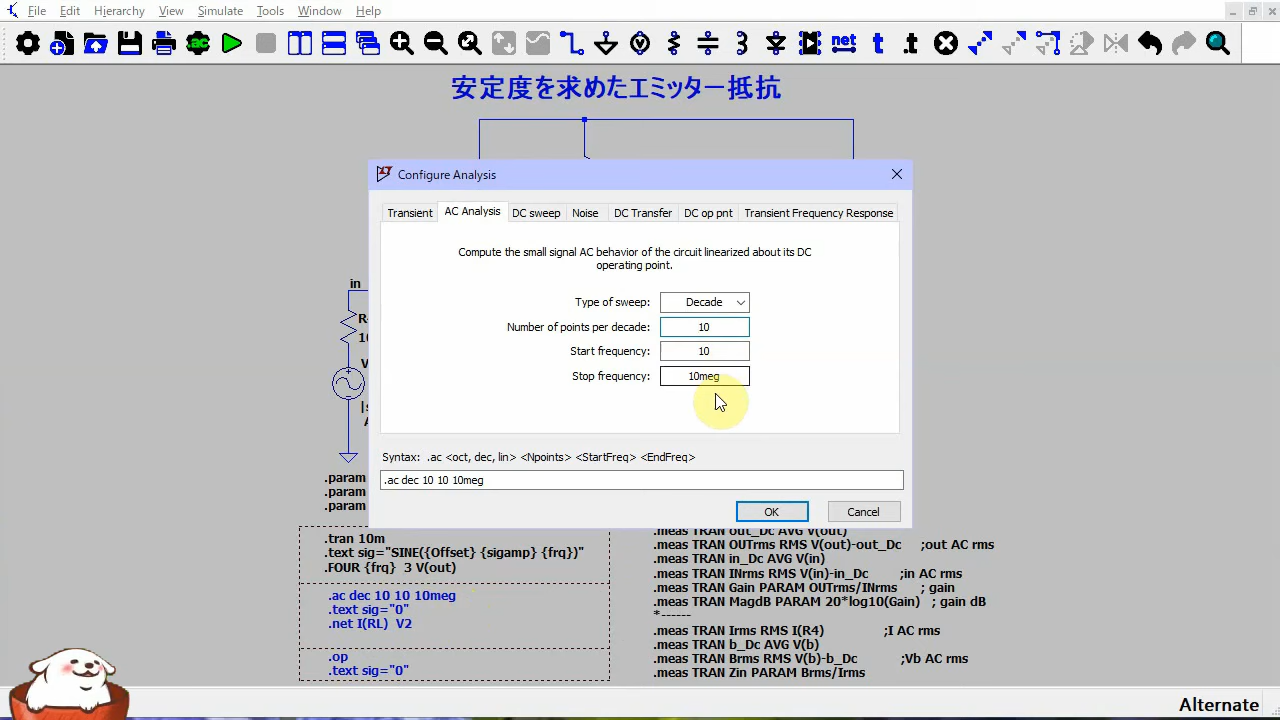 File Edit Hierarchy View Simulate Tools Window Help
.ac net t .t
安定度を求めたエミッター抵抗
Configure Analysis
Transient AC Analysis DC sweep Noise DC Transfer DC op pnt Transient Frequency Response
Compute the small signal AC behavior of the circuit linearized about its DC
operating point.
Type of sweep: Decade
Number of points per decade: 10
Start frequency: 10
Stop frequency: 10meg
Syntax: .ac <oct, dec, lin> <Npoints> <StartFreq> <EndFreq>
.ac dec 10 10 10meg
OK Cancel
in
.param
.param
.param
.tran 10m
.text sig="SINE({Offset} {sigamp} {frq})"
.FOUR {frq} 3 V(out)
.ac dec 10 10 10meg
.text sig="0"
.net I(RL) V2
.op
.text sig="0"
.meas TRAN out_Dc AVG V(out)
.meas TRAN OUTrms RMS V(out)-out_Dc ;out AC rms
.meas TRAN in_Dc AVG V(in)
.meas TRAN INrms RMS V(in)-in_Dc ;in AC rms
.meas TRAN Gain PARAM OUTrms/INrms ; gain
.meas TRAN MagdB PARAM 20*log10(Gain) ; gain dB
*------
.meas TRAN Irms RMS I(R4) ;I AC rms
.meas TRAN b_Dc AVG V(b)
.meas TRAN Brms RMS V(b)-b_Dc ;Vb AC rms
.meas TRAN Zin PARAM Brms/Irms
Alternate